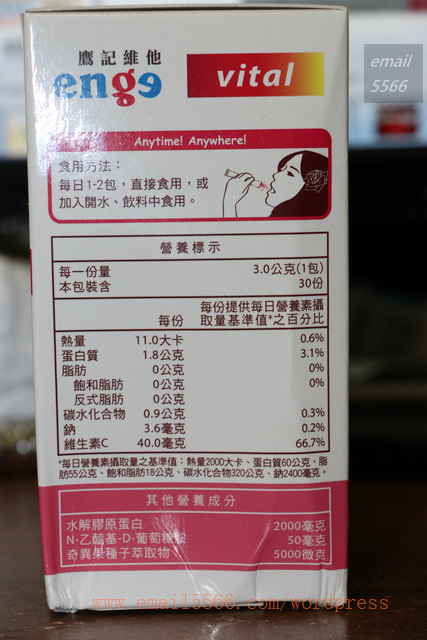 鷹記維他
enge
vital
email
5566
Anytime! Anywhere!
食用方法：
每日1-2包，直接食用，或
加入開水、飲料中食用。
營養標示
每一份量 3.0公克(1包)
本包裝含 30份
每份 每份提供每日營養素攝
取量基準值*之百分比
熱量 11.0大卡 0.6%
蛋白質 1.8公克 3.1%
脂肪 0公克 0%
飽和脂肪 0公克 0%
反式脂肪 0公克
碳水化合物 0.9公克 0.3%
鈉 3.6毫克 0.2%
維生素C 40.0毫克 66.7%
*每日營養素攝取量之基準值：熱量2000大卡、蛋白質60公克、脂
肪55公克、飽和脂肪18公克、碳水化合物320公克、鈉2400毫克。
其他營養成分
水解膠原蛋白 2000毫克
N-乙醯基-D-葡萄糖胺 50毫克
奇異果種子萃取物 5000微克
www.email5566.com/wordpress